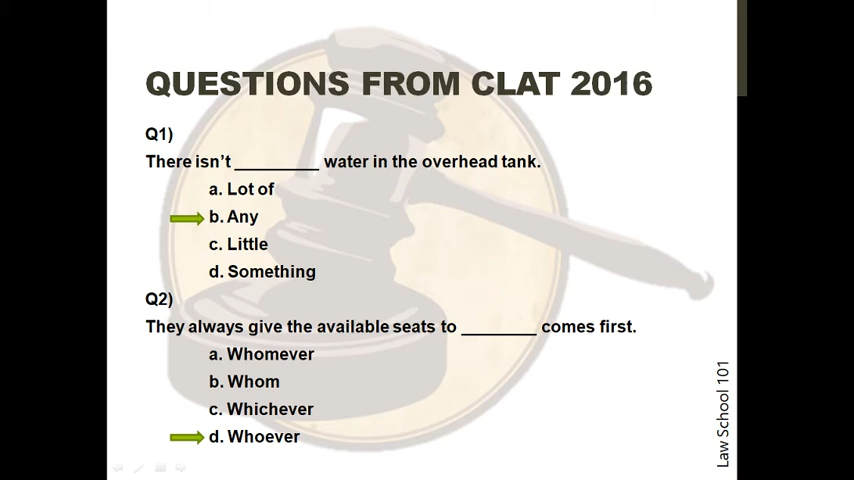 QUESTIONS FROM CLAT 2016
Q1)
There isn't _________ water in the overhead tank.
a. Lot of
b. Any
c. Little
d. Something
Q2)
They always give the available seats to ________ comes first.
a. Whomever
b. Whom
c. Whichever
d. Whoever
Law School 101